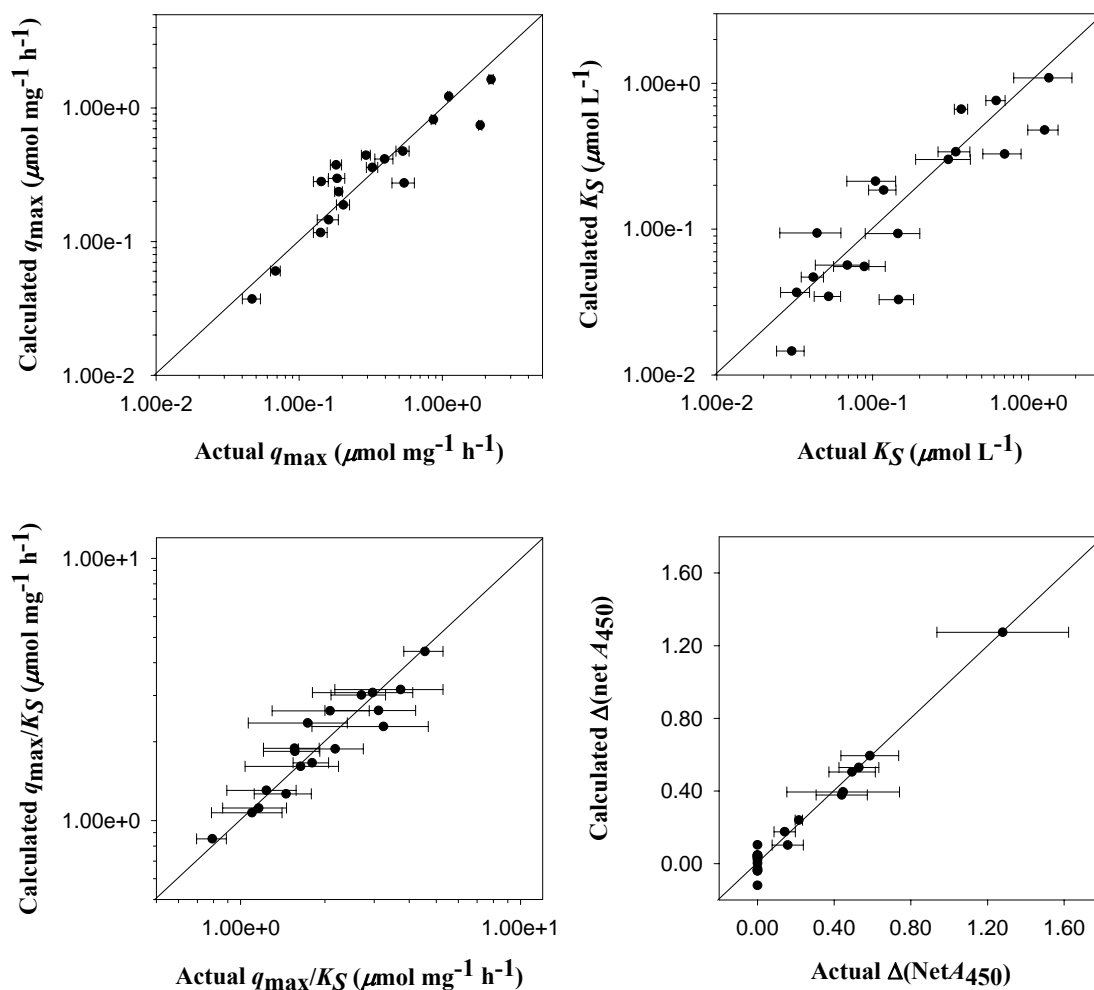 Calculated qmax (μmol mg-1 h-1)
1.00e+0
1.00e-1
1.00e-2
1.00e-2 1.00e-1 1.00e+0
Actual qmax (μmol mg-1 h-1)
Calculated KS (μmol L-1)
1.00e+0
1.00e-1
1.00e-2
1.00e-2 1.00e-1 1.00e+0
Actual KS (μmol L-1)
Calculated qmax/KS (μmol mg-1 h-1)
1.00e+1
1.00e+0
1.00e+0 1.00e+1
Actual qmax/KS (μmol mg-1 h-1)
Calculated Δ(net A450)
1.60
1.20
0.80
0.40
0.00
0.00 0.40 0.80 1.20 1.60
Actual Δ(NetA450)